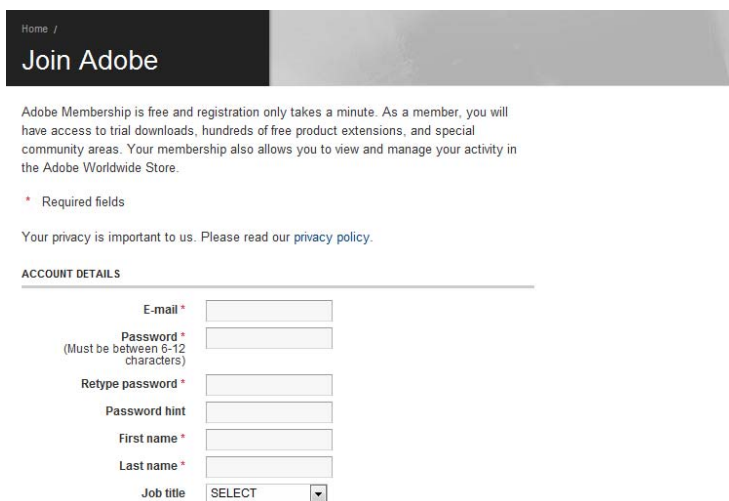 Home /
Join Adobe
Adobe Membership is free and registration only takes a minute. As a member, you will
have access to trial downloads, hundreds of free product extensions, and special
community areas. Your membership also allows you to view and manage your activity in
the Adobe Worldwide Store.
* Required fields
Your privacy is important to us. Please read our privacy policy.
ACCOUNT DETAILS
E-mail *
Password *
(Must be between 6-12
characters)
Retype password *
Password hint
First name *
Last name *
Job title SELECT